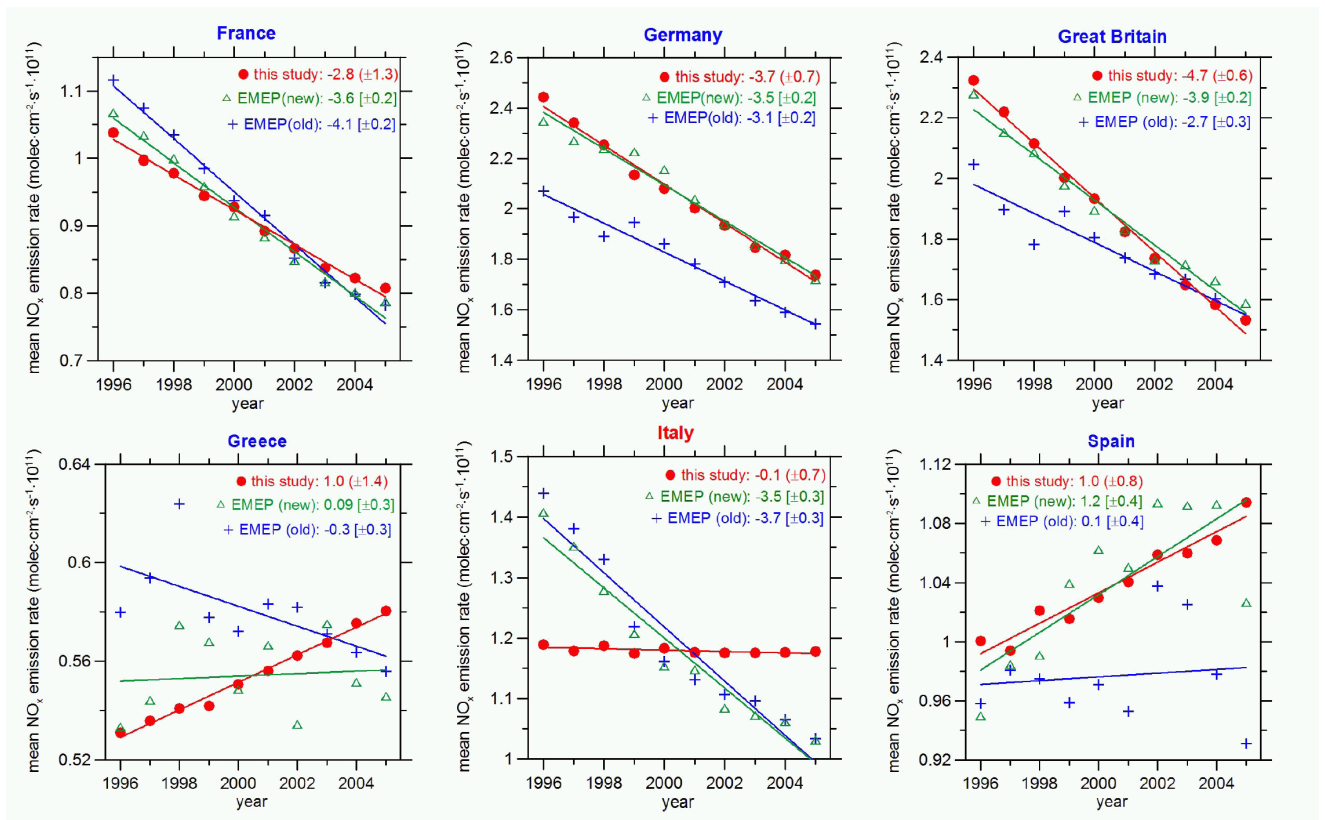 France
this study: -2.8 (±1.3)
EMEP(new): -3.6 [±0.2]
EMEP(old): -4.1 [±0.2]
mean NOx emission rate (molec·cm⁻²·s⁻¹·10¹¹)
1.1
1
0.9
0.8
0.7
1996 1998 2000 2002 2004
year
Germany
this study: -3.7 (±0.7)
EMEP(new): -3.5 [±0.2]
EMEP(old): -3.1 [±0.2]
mean NOx emission rate (molec·cm⁻²·s⁻¹·10¹¹)
2.6
2.4
2.2
2
1.8
1.6
1.4
1996 1998 2000 2002 2004
year
Great Britain
this study: -4.7 (±0.6)
EMEP(new): -3.9 [±0.2]
EMEP(old): -2.7 [±0.3]
mean NOx emission rate (molec·cm⁻²·s⁻¹·10¹¹)
2.4
2.2
2
1.8
1.6
1.4
1996 1998 2000 2002 2004
year
Greece
this study: 1.0 (±1.4)
EMEP (new): 0.09 [±0.3]
EMEP (old): -0.3 [±0.3]
mean NOx emission rate (molec·cm⁻²·s⁻¹·10¹¹)
0.64
0.6
0.56
0.52
1996 1998 2000 2002 2004
year
Italy
this study: -0.1 (±0.7)
EMEP (new): -3.5 [±0.3]
EMEP (old): -3.7 [±0.3]
mean NOx emission rate (molec·cm⁻²·s⁻¹·10¹¹)
1.5
1.4
1.3
1.2
1.1
1
1996 1998 2000 2002 2004
year
Spain
this study: 1.0 (±0.8)
EMEP (new): 1.2 [±0.4]
EMEP (old): 0.1 [±0.4]
mean NOx emission rate (molec·cm⁻²·s⁻¹·10¹¹)
1.12
1.08
1.04
1
0.96
0.92
1996 1998 2000 2002 2004
year